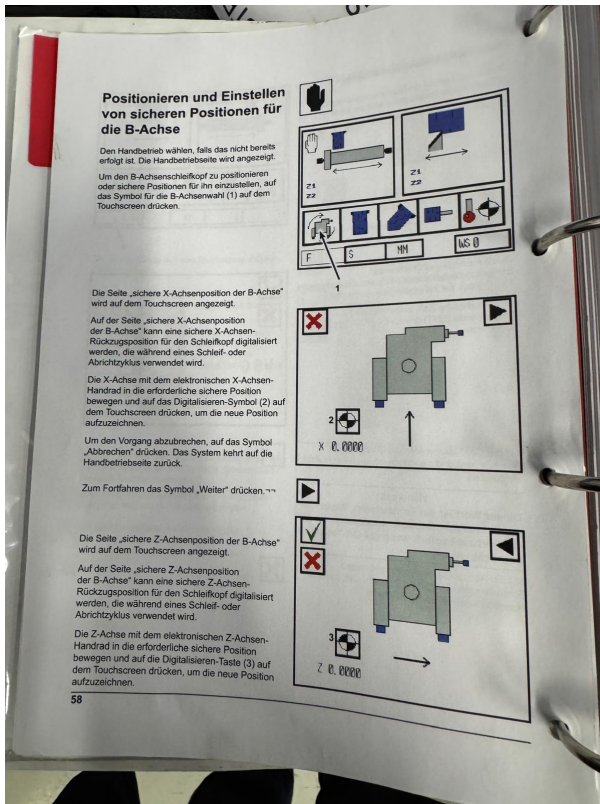 Positionieren und Einstellen
von sicheren Positionen für
die B-Achse
Den Handbetrieb wählen, falls das nicht bereits
erfolgt ist. Die Handbetriebseite wird angezeigt.
Um den B-Achsenschleifkopf zu positionieren
oder sichere Positionen für ihn einzustellen, auf
das Symbol für die B-Achsenwahl (1) auf dem
Touchscreen drücken.
Z1
Z2
Z1
Z2
F
S
MM
WS 0
1
Die Seite „sichere X-Achsenposition der B-Achse“
wird auf dem Touchscreen angezeigt.
Auf der Seite „sichere X-Achsenposition
der B-Achse“ kann eine sichere X-Achsen-
Rückzugsposition für den Schleifkopf digitalisiert
werden, die während eines Schleif- oder
Abrichtzyklus verwendet wird.
Die X-Achse mit dem elektronischen X-Achsen-
Handrad in die erforderliche sichere Position
bewegen und auf das Digitalisieren-Symbol (2) auf
dem Touchscreen drücken, um die neue Position
aufzuzeichnen.
Um den Vorgang abzubrechen, auf das Symbol
„Abbrechen“ drücken. Das System kehrt auf die
Handbetriebseite zurück.
2
X 0.0000
Zum Fortfahren das Symbol „Weiter“ drücken.¬¬
Die Seite „sichere Z-Achsenposition der B-Achse“
wird auf dem Touchscreen angezeigt.
Auf der Seite „sichere Z-Achsenposition
der B-Achse“ kann eine sichere Z-Achsen-
Rückzugsposition für den Schleifkopf digitalisiert
werden, die während eines Schleif- oder
Abrichtzyklus verwendet wird.
Die Z-Achse mit dem elektronischen Z-Achsen-
Handrad in die erforderliche sichere Position
bewegen und auf die Digitalisieren-Taste (3) auf
dem Touchscreen drücken, um die neue Position
aufzuzeichnen.
3
Z 0.0000
58